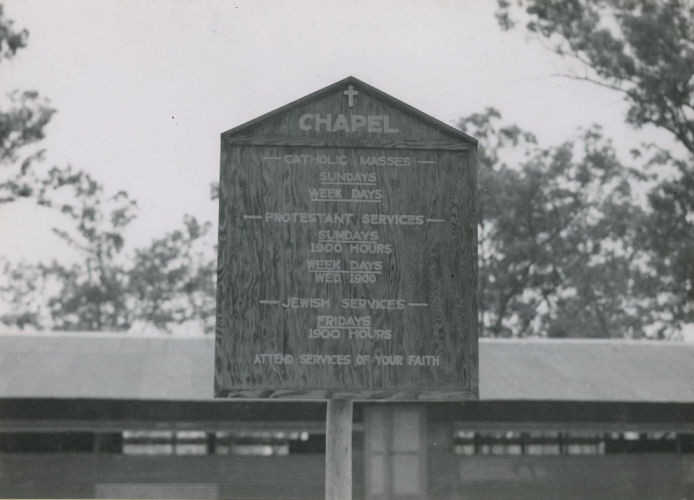 CHAPEL
CATHOLIC MASSES
SUNDAYS
WEEK DAYS
PROTESTANT SERVICES
SUNDAYS
1900 HOURS
WEEK DAYS
WED. 1900
JEWISH SERVICES
FRIDAYS
1900 HOURS
ATTEND SERVICES OF YOUR FAITH